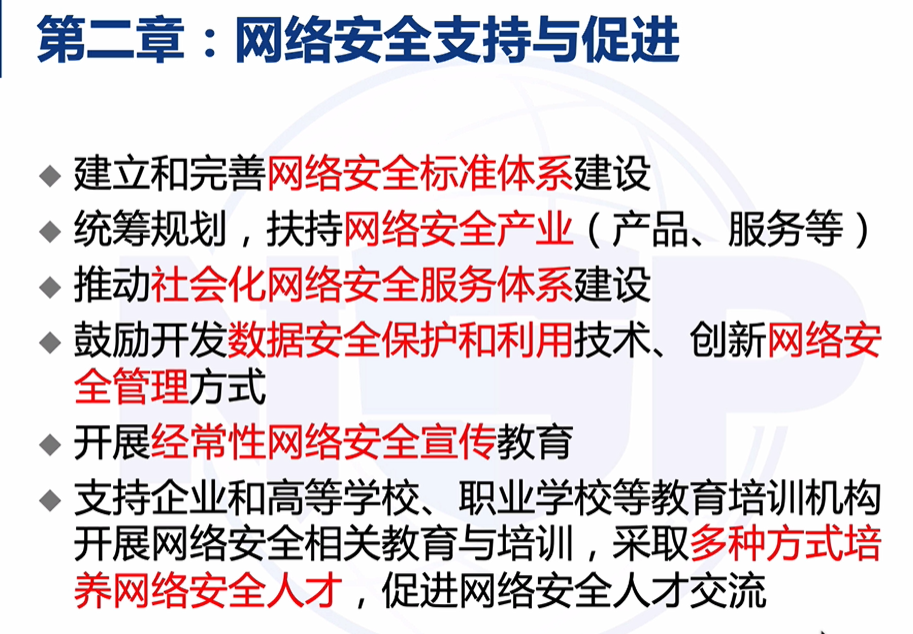 第二章：网络安全支持与促进
◆ 建立和完善网络安全标准体系建设
◆ 统筹规划，扶持网络安全产业（产品、服务等）
◆ 推动社会化网络安全服务体系建设
◆ 鼓励开发数据安全保护和利用技术、创新网络安
全管理方式
◆ 开展经常性网络安全宣传教育
◆ 支持企业和高等学校、职业学校等教育培训机构
开展网络安全相关教育与培训，采取多种方式培
养网络安全人才，促进网络安全人才交流